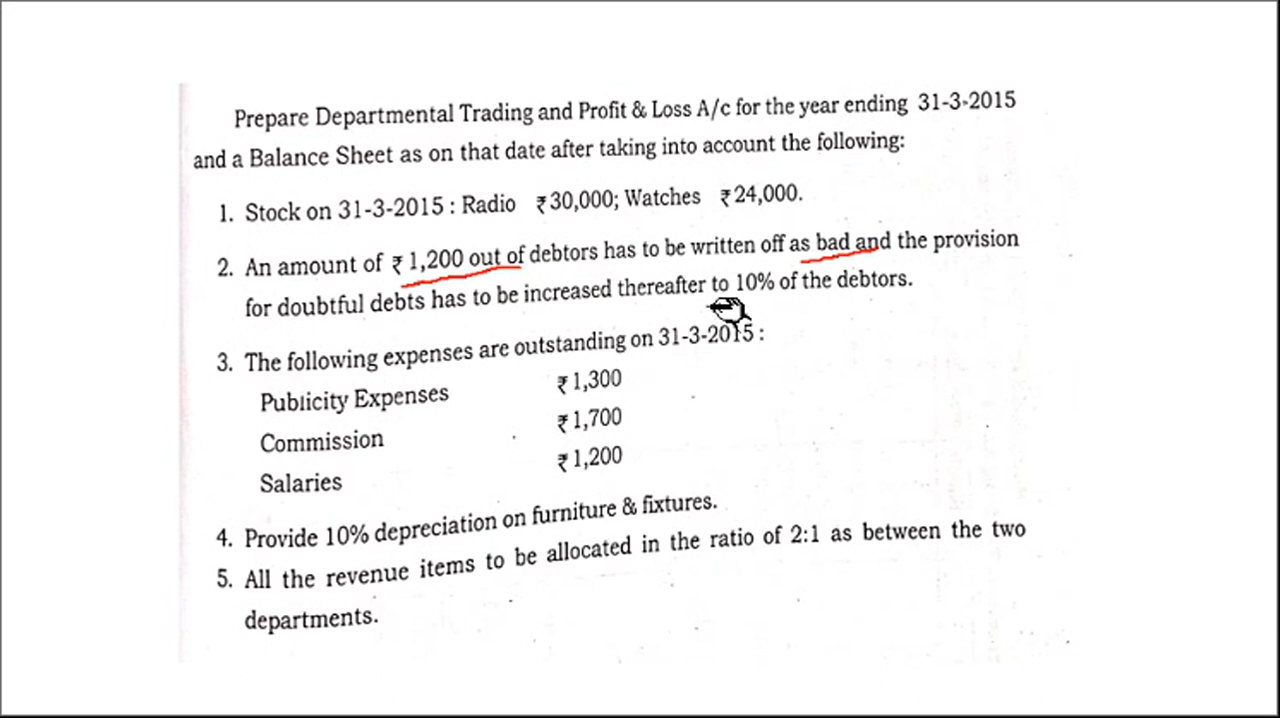 Prepare Departmental Trading and Profit & Loss A/c for the year ending 31-3-2015
and a Balance Sheet as on that date after taking into account the following:
1. Stock on 31-3-2015 : Radio ₹30,000; Watches ₹24,000.
2. An amount of ₹1,200 out of debtors has to be written off as bad and the provision
for doubtful debts has to be increased thereafter to 10% of the debtors.
3. The following expenses are outstanding on 31-3-2015 :
Publicity Expenses ₹1,300
Commission ₹1,700
Salaries ₹1,200
4. Provide 10% depreciation on furniture & fixtures.
5. All the revenue items to be allocated in the ratio of 2:1 as between the two
departments.